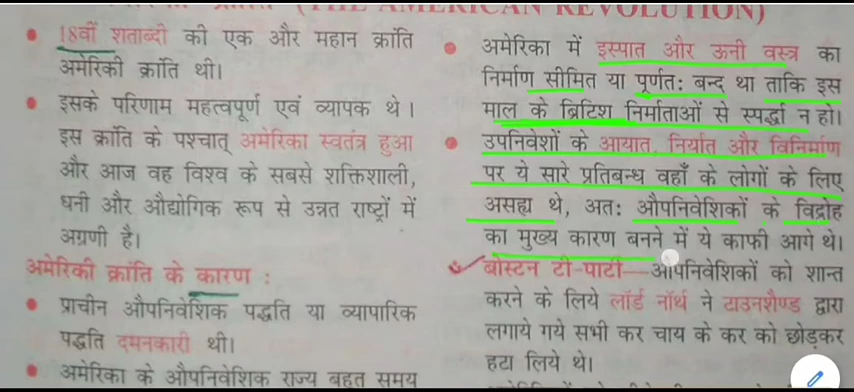 (THE AMERICAN REVOLUTION)
18वीं शताब्दी की एक और महान क्रांति
अमेरिकी क्रांति थी।
इसके परिणाम महत्वपूर्ण एवं व्यापक थे।
इस क्रांति के पश्चात् अमेरिका स्वतंत्र हुआ
और आज वह विश्व के सबसे शक्तिशाली,
धनी और औद्योगिक रूप से उन्नत राष्ट्रों में
अग्रणी है।
अमेरिकी क्रांति के कारण :
प्राचीन औपनिवेशिक पद्धति या व्यापारिक
पद्धति दमनकारी थी।
अमेरिका के औपनिवेशिक राज्य बहुत समय
अमेरिका में इस्पात और ऊनी वस्त्र का
निर्माण सीमित या पूर्णतः बन्द था ताकि इस
माल के ब्रिटिश निर्माताओं से स्पर्द्धा न हो।
उपनिवेशों के आयात, निर्यात और विनिर्माण
पर ये सारे प्रतिबन्ध वहाँ के लोगों के लिए
असह्य थे, अतः औपनिवेशिकों के विद्रोह
का मुख्य कारण बनने में ये काफी आगे थे।
बोस्टन टी-पार्टी—औपनिवेशिकों को शान्त
करने के लिये लॉर्ड नॉर्थ ने टाउनशैण्ड द्वारा
लगाये गये सभी कर चाय के कर को छोड़कर
हटा लिये थे।